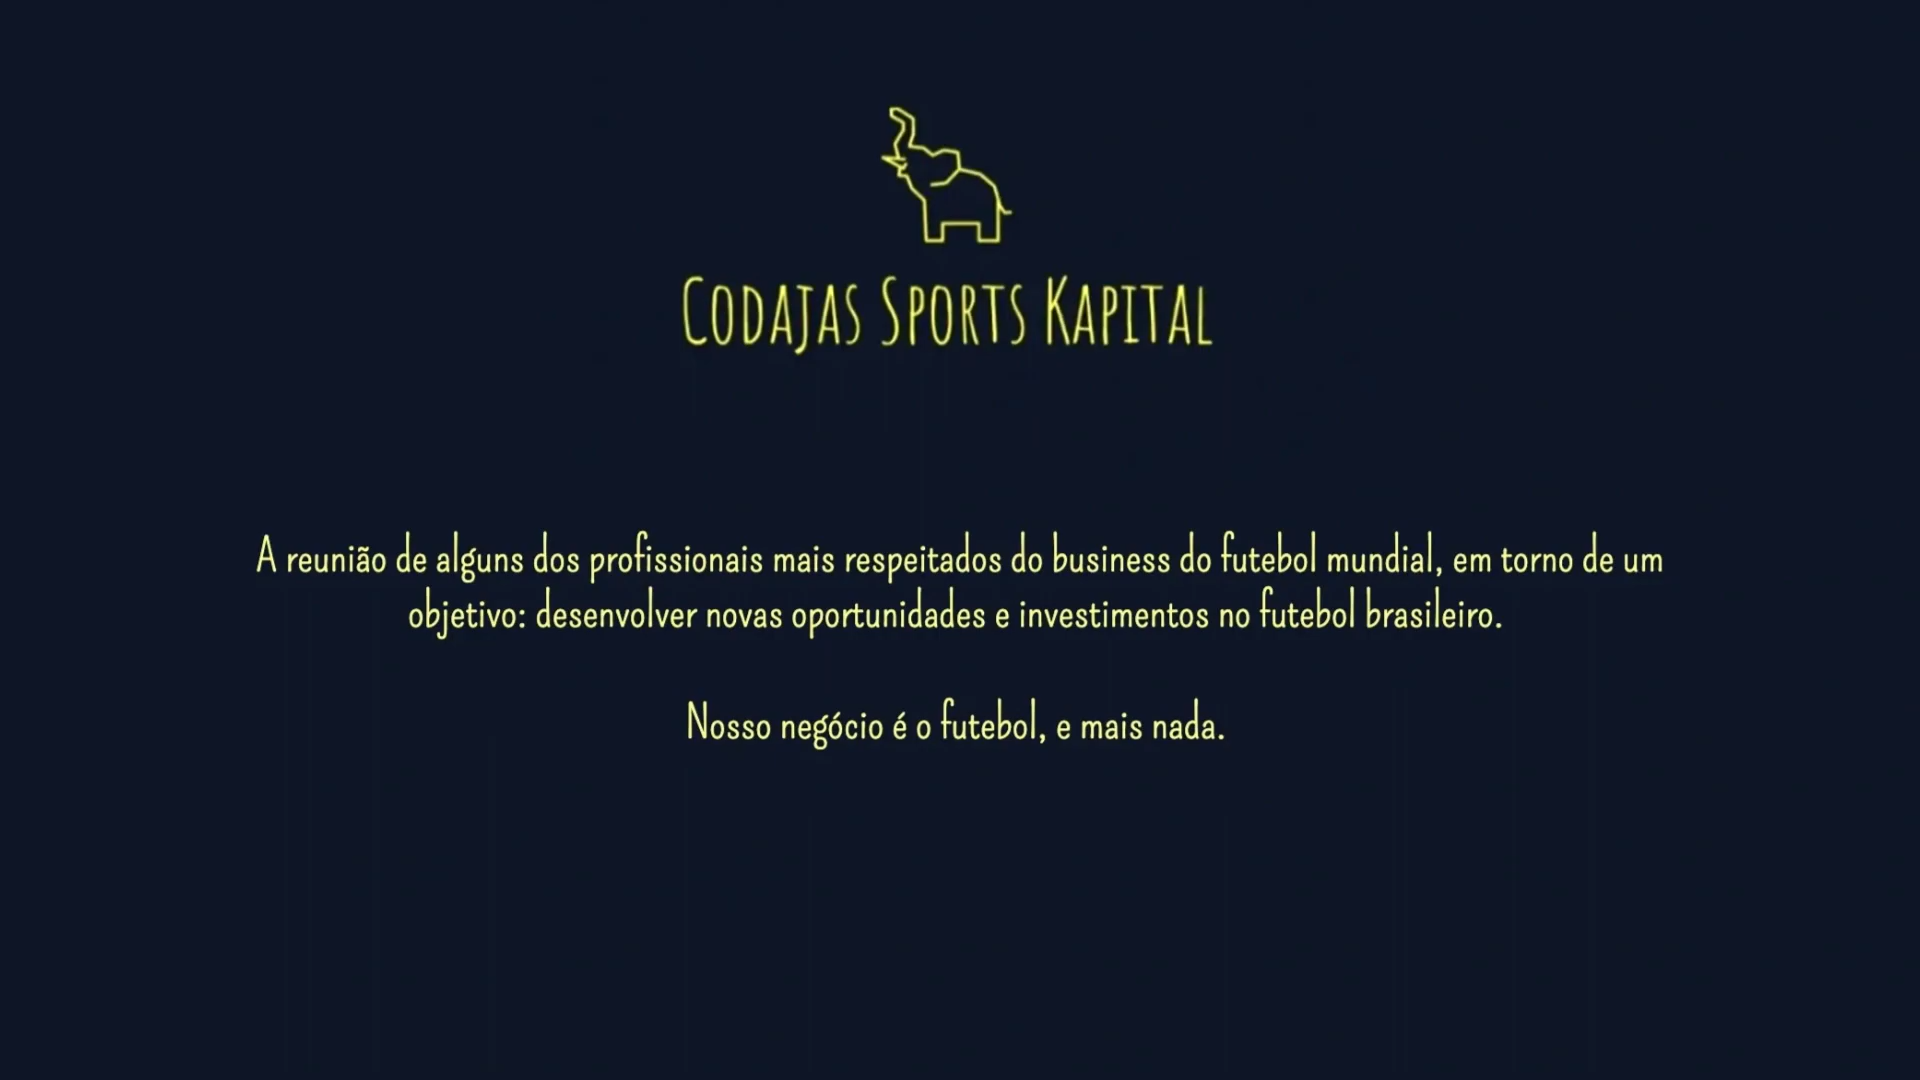 CODAJAS SPORTS KAPITAL
A reunião de alguns dos profissionais mais respeitados do business do futebol mundial, em torno de um
objetivo: desenvolver novas oportunidades e investimentos no futebol brasileiro.
Nosso negócio é o futebol, e mais nada.